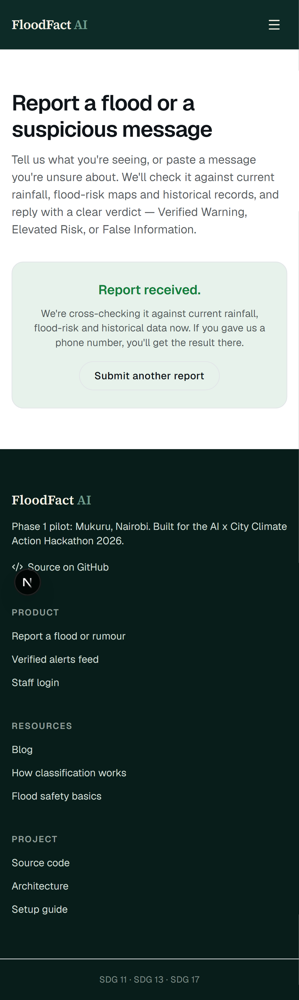 FloodFact AI
Report a flood or a
suspicious message
Tell us what you're seeing, or paste a message
you're unsure about. We'll check it against current
rainfall, flood-risk maps and historical records, and
reply with a clear verdict — Verified Warning,
Elevated Risk, or False Information.
Report received.
We're cross-checking it against current rainfall,
flood-risk and historical data now. If you gave us a
phone number, you'll get the result there.
Submit another report
FloodFact AI
Phase 1 pilot: Mukuru, Nairobi. Built for the AI x City Climate
Action Hackathon 2026.
</> Source on GitHub
N
PRODUCT
Report a flood or rumour
Verified alerts feed
Staff login
RESOURCES
Blog
How classification works
Flood safety basics
PROJECT
Source code
Architecture
Setup guide
SDG 11 · SDG 13 · SDG 17